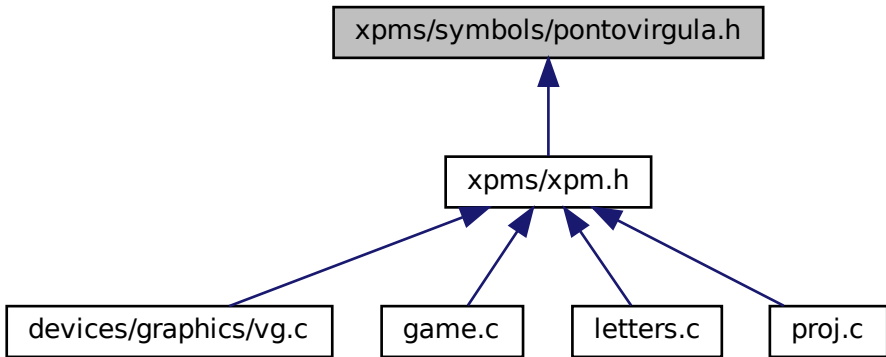 xpms/symbols/pontovirgula.h
xpms/xpm.h
devices/graphics/vg.c
game.c
letters.c
proj.c